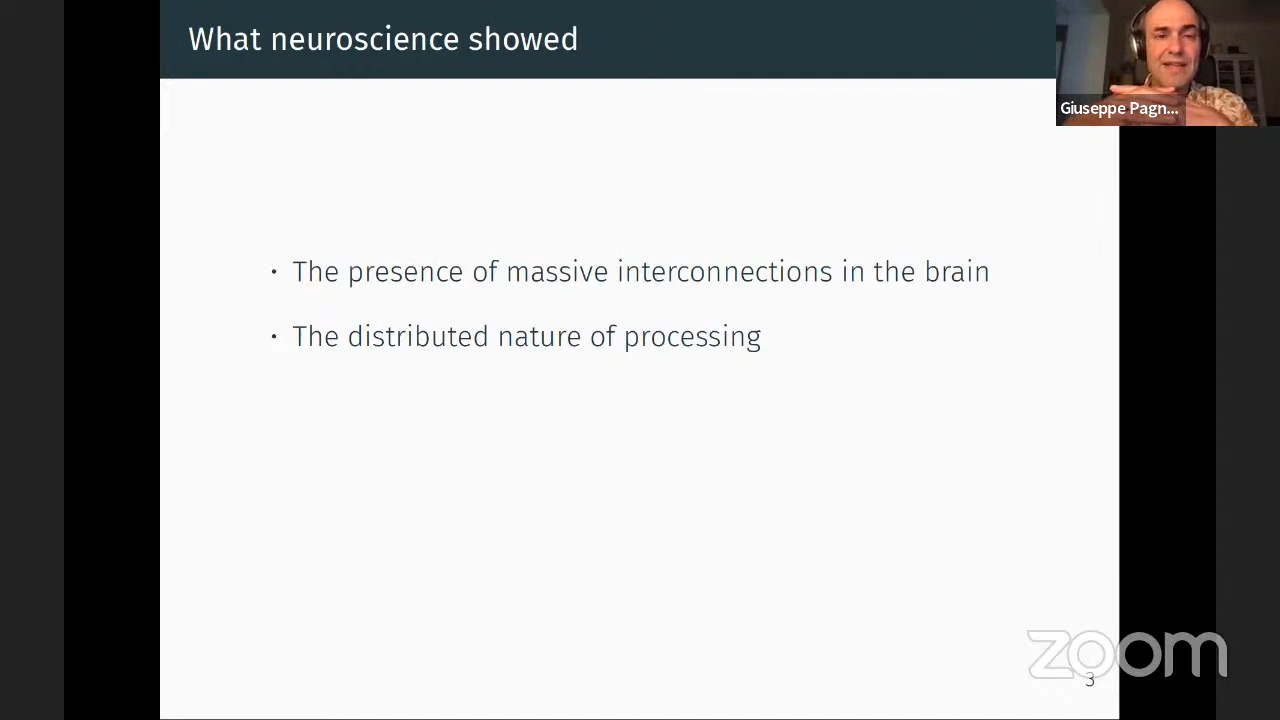 What neuroscience showed
Giuseppe Pagn...
• The presence of massive interconnections in the brain
• The distributed nature of processing
zoom
3